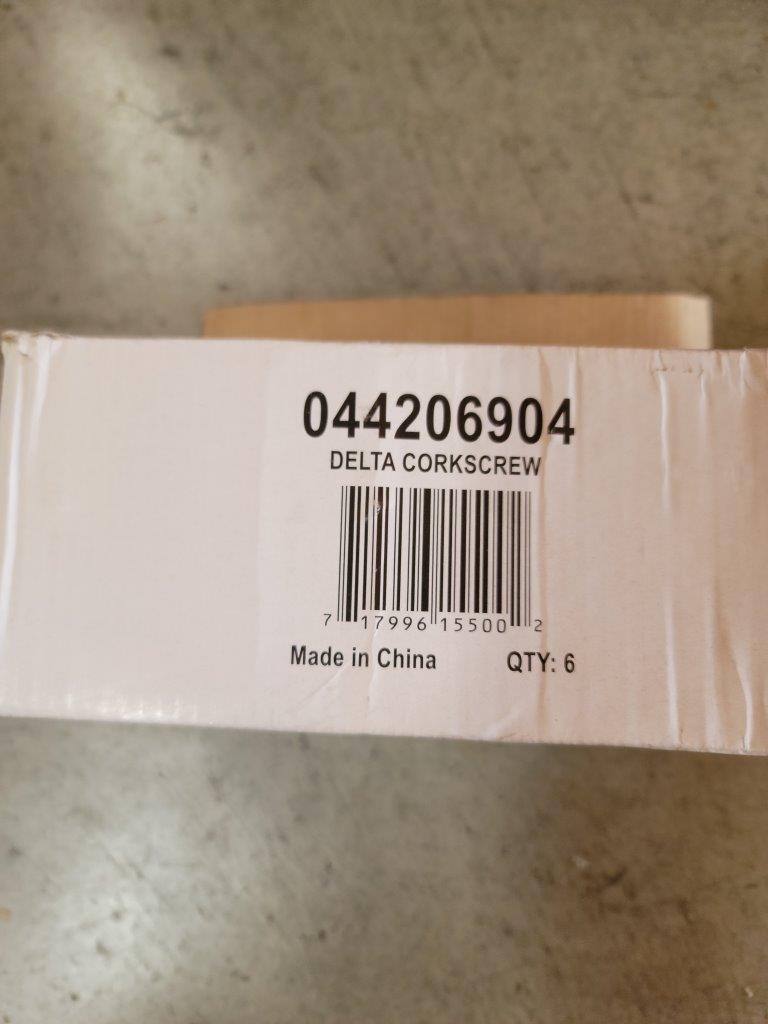 044206904
DELTA CORKSCREW
7 17996 15500 2
Made in China QTY: 6